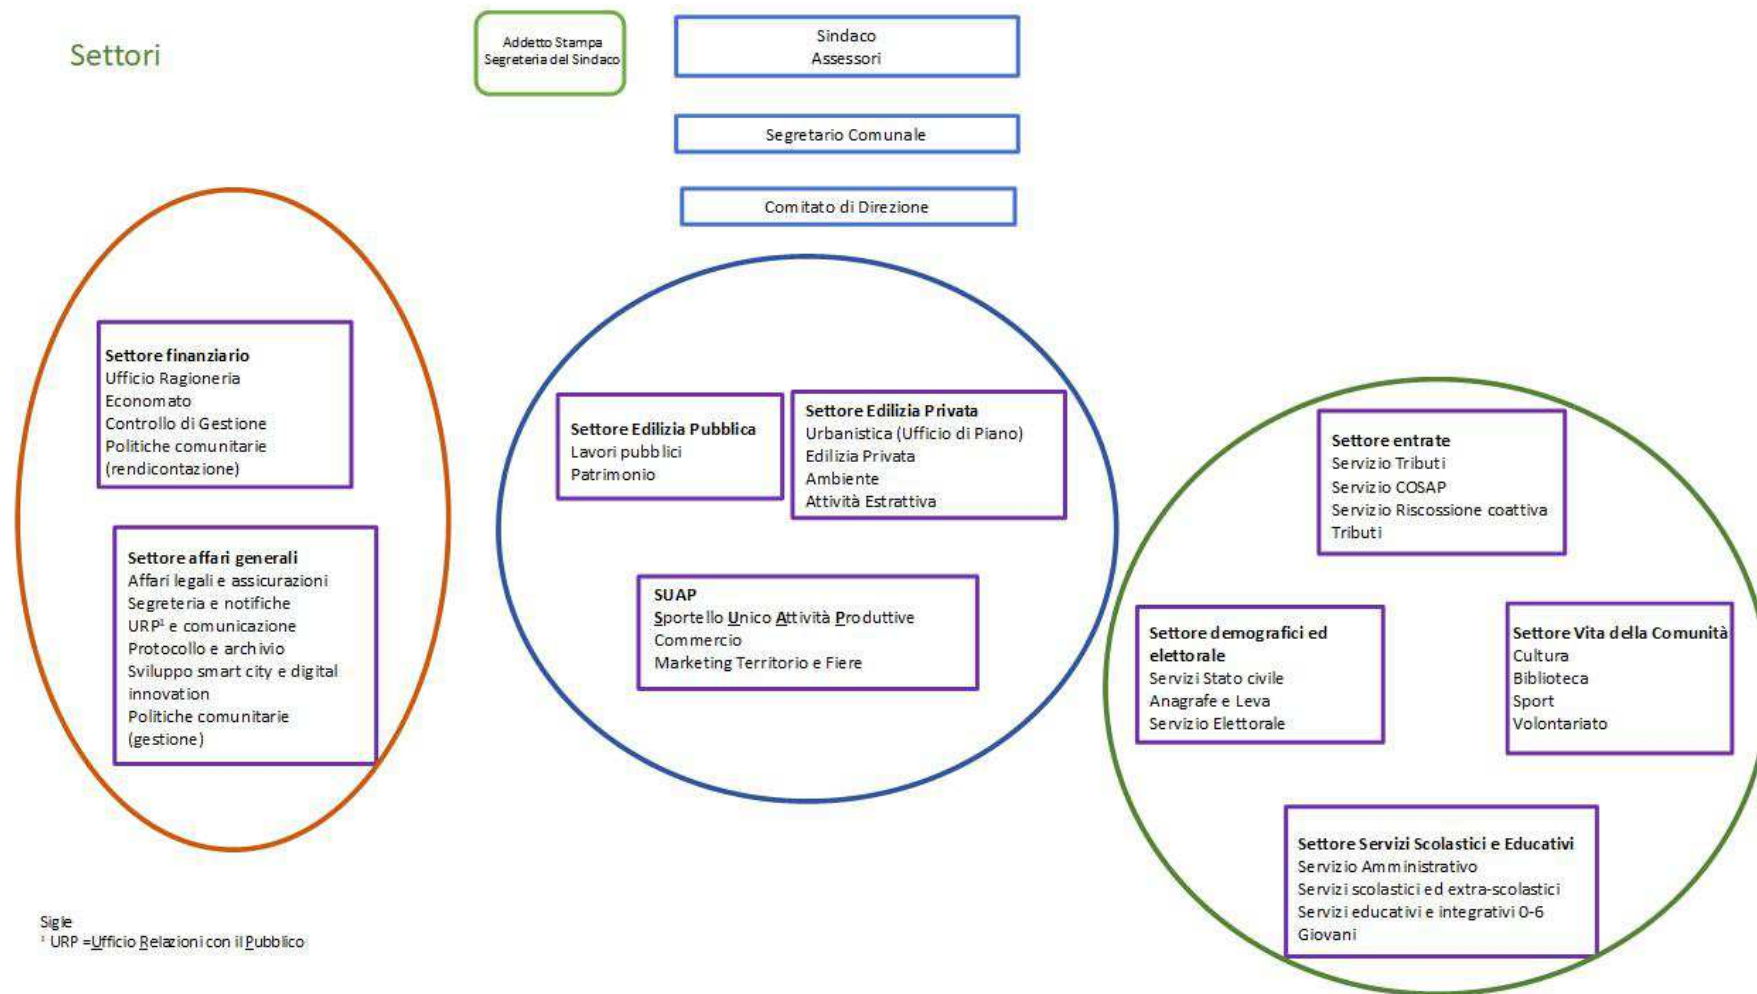 Settori
Addetto Stampa
Segreteria del Sindaco
Sindaco
Assessori
Segretario Comunale
Comitato di Direzione
Settore finanziario
Ufficio Ragioneria
Economato
Controllo di Gestione
Politiche comunitarie
(rendicontazione)
Settore affari generali
Affari legali e assicurazioni
Segreteria e notifiche
URP¹ e comunicazione
Protocollo e archivio
Sviluppo smart city e digital
innovation
Politiche comunitarie
(gestione)
Settore Edilizia Pubblica
Lavori pubblici
Patrimonio
Settore Edilizia Privata
Urbanistica (Ufficio di Piano)
Edilizia Privata
Ambiente
Attività Estrattiva
SUAP
Sportello Unico Attività Produttive
Commercio
Marketing Territorio e Fiere
Settore entrate
Servizio Tributi
Servizio COSAP
Servizio Riscossione coattiva
Tributi
Settore demografici ed
elettorale
Servizi Stato civile
Anagrafe e Leva
Servizio Elettorale
Settore Vita della Comunità
Cultura
Biblioteca
Sport
Volontariato
Settore Servizi Scolastici e Educativi
Servizio Amministrativo
Servizi scolastici ed extra-scolastici
Servizi educativi e integrativi 0-6
Giovani
Sigle
¹ URP =Ufficio Relazioni con il Pubblico